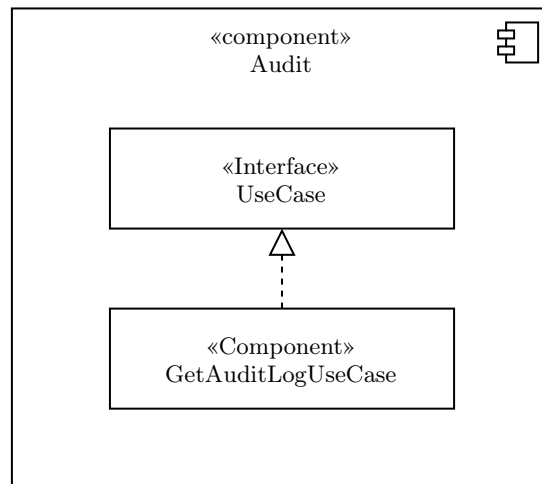 «component»
Audit
«Interface»
UseCase
«Component»
GetAuditLogUseCase